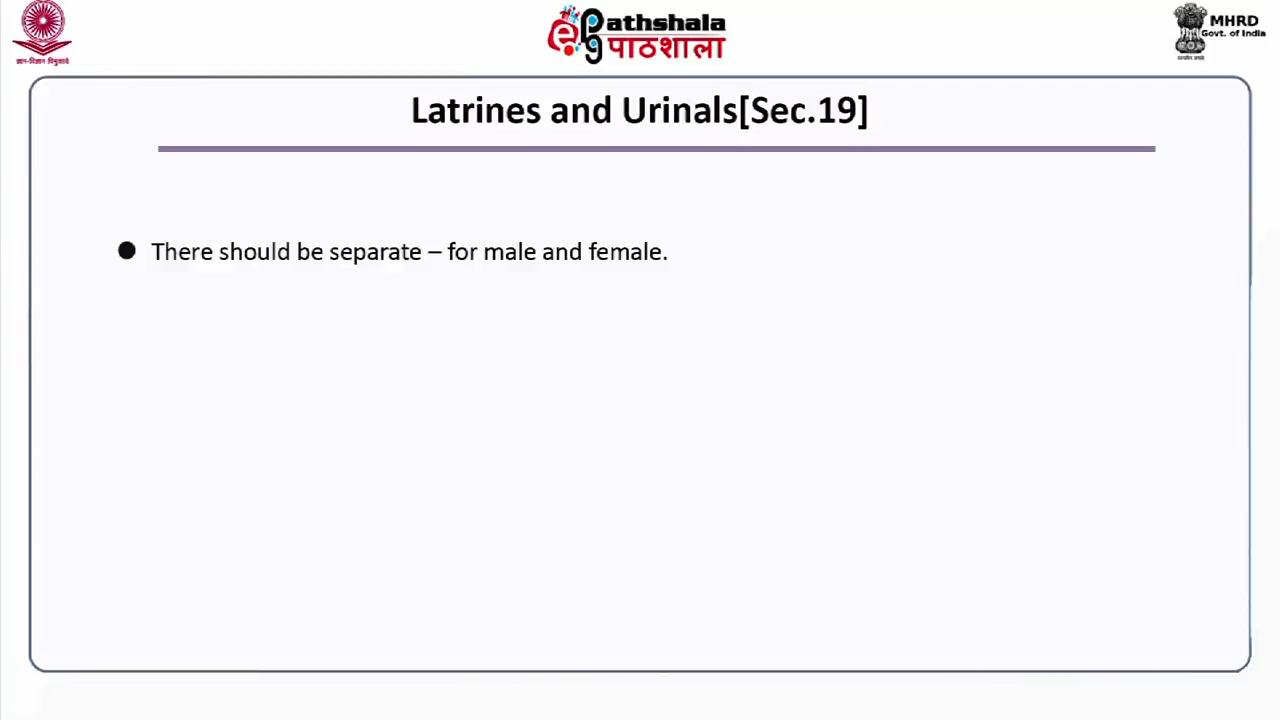 ज्ञान-विज्ञान विमुक्तये
ePathshala
पाठशाला
MHRD
Govt. of India
Latrines and Urinals[Sec.19]
There should be separate – for male and female.